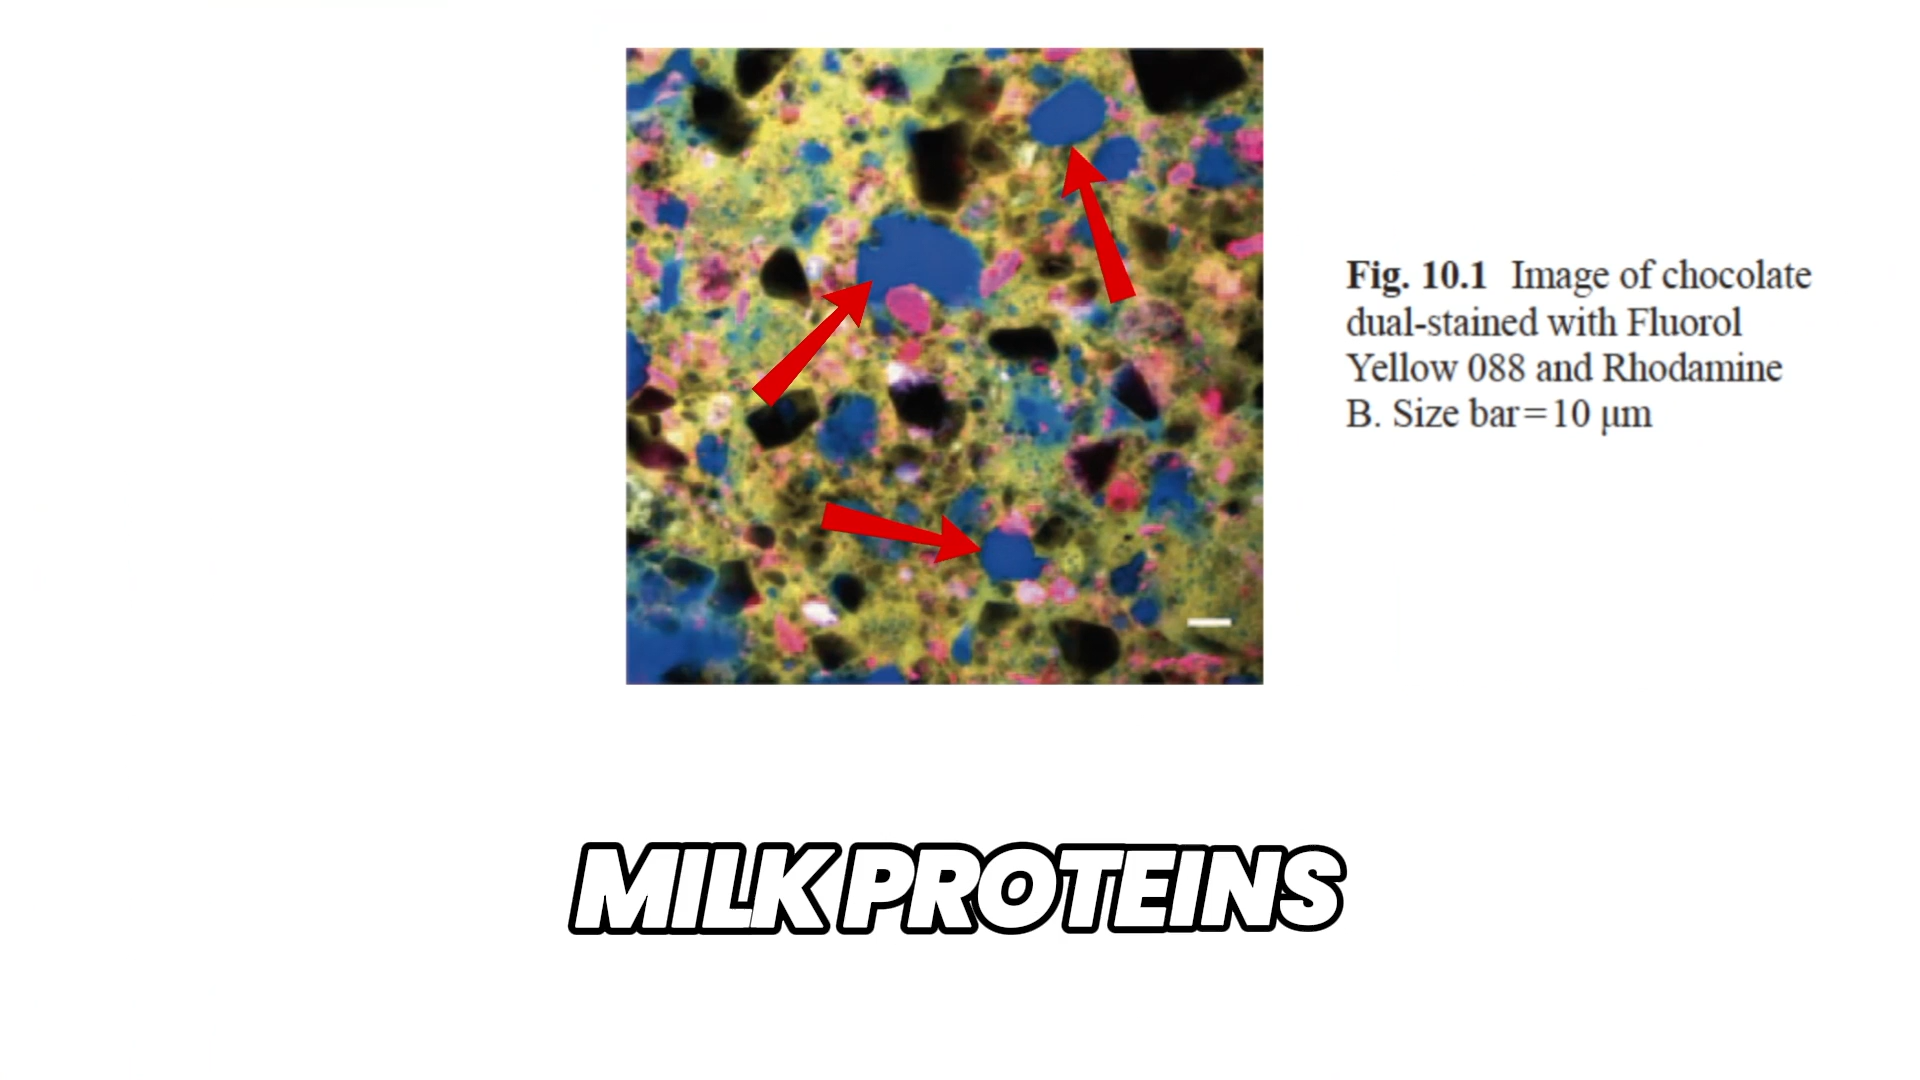 Fig. 10.1 Image of chocolate
dual-stained with Fluorol
Yellow 088 and Rhodamine
B. Size bar=10 μm
MILK PROTEINS